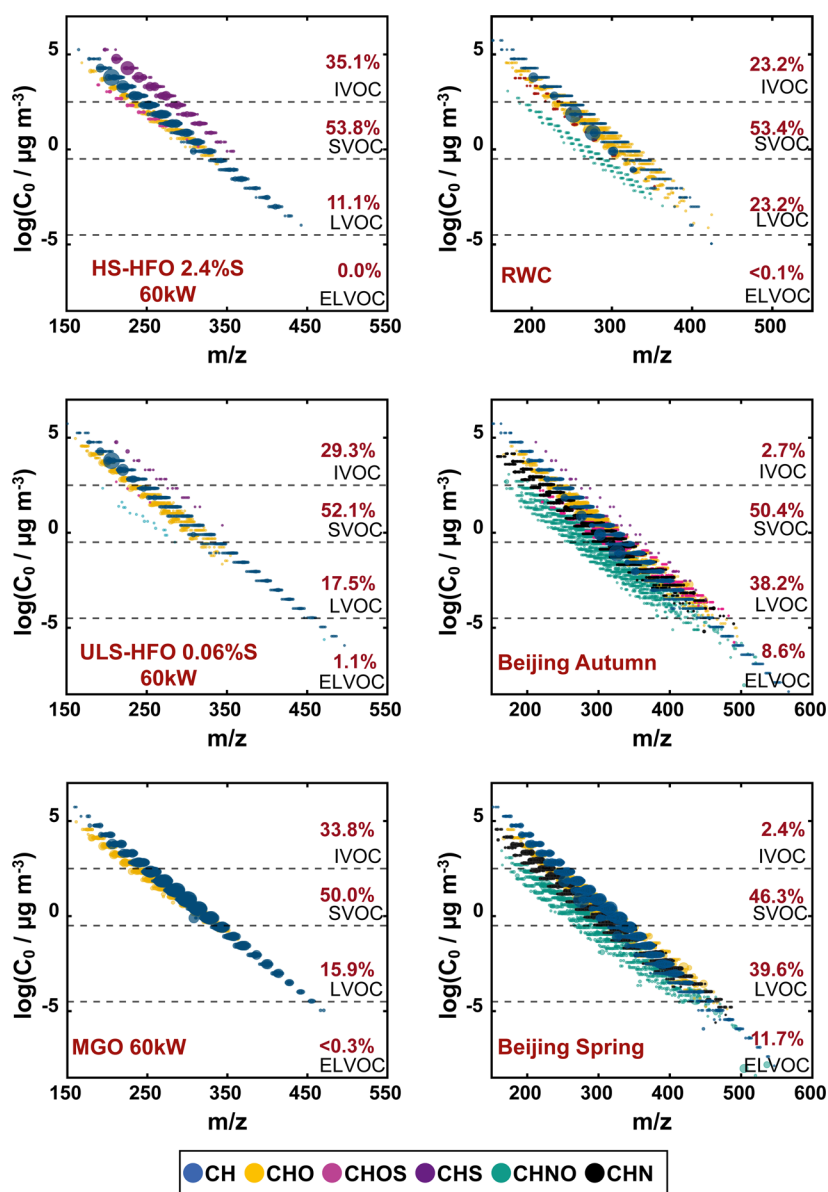 log(C₀ / µg m⁻³)
5
0
-5
35.1%
IVOC
53.8%
SVOC
11.1%
LVOC
0.0%
ELVOC
HS-HFO 2.4%S
60kW
150 250 350 450 550
m/z
log(C₀ / µg m⁻³)
5
0
-5
23.2%
IVOC
53.4%
SVOC
23.2%
LVOC
<0.1%
ELVOC
RWC
200 300 400 500
m/z
log(C₀ / µg m⁻³)
5
0
-5
29.3%
IVOC
52.1%
SVOC
17.5%
LVOC
1.1%
ELVOC
ULS-HFO 0.06%S
60kW
150 250 350 450 550
m/z
log(C₀ / µg m⁻³)
5
0
-5
2.7%
IVOC
50.4%
SVOC
38.2%
LVOC
8.6%
ELVOC
Beijing Autumn
200 300 400 500 600
m/z
log(C₀ / µg m⁻³)
5
0
-5
33.8%
IVOC
50.0%
SVOC
15.9%
LVOC
<0.3%
ELVOC
MGO 60kW
150 250 350 450 550
m/z
log(C₀ / µg m⁻³)
5
0
-5
2.4%
IVOC
46.3%
SVOC
39.6%
LVOC
11.7%
ELVOC
Beijing Spring
200 300 400 500 600
m/z
CH CHO CHOS CHS CHNO CHN